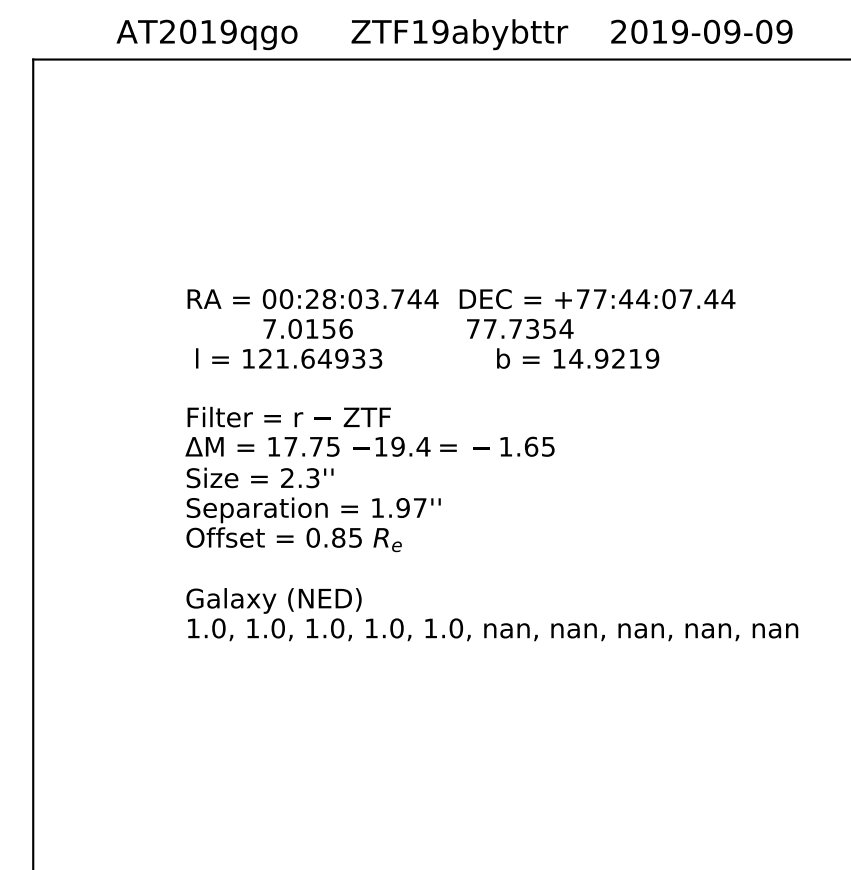 AT2019qgo ZTF19abybttr 2019-09-09
RA = 00:28:03.744 DEC = +77:44:07.44
7.0156 77.7354
l = 121.64933 b = 14.9219
Filter = r − ZTF
ΔM = 17.75 −19.4 = −1.65
Size = 2.3''
Separation = 1.97''
Offset = 0.85 Re
Galaxy (NED)
1.0, 1.0, 1.0, 1.0, 1.0, nan, nan, nan, nan, nan